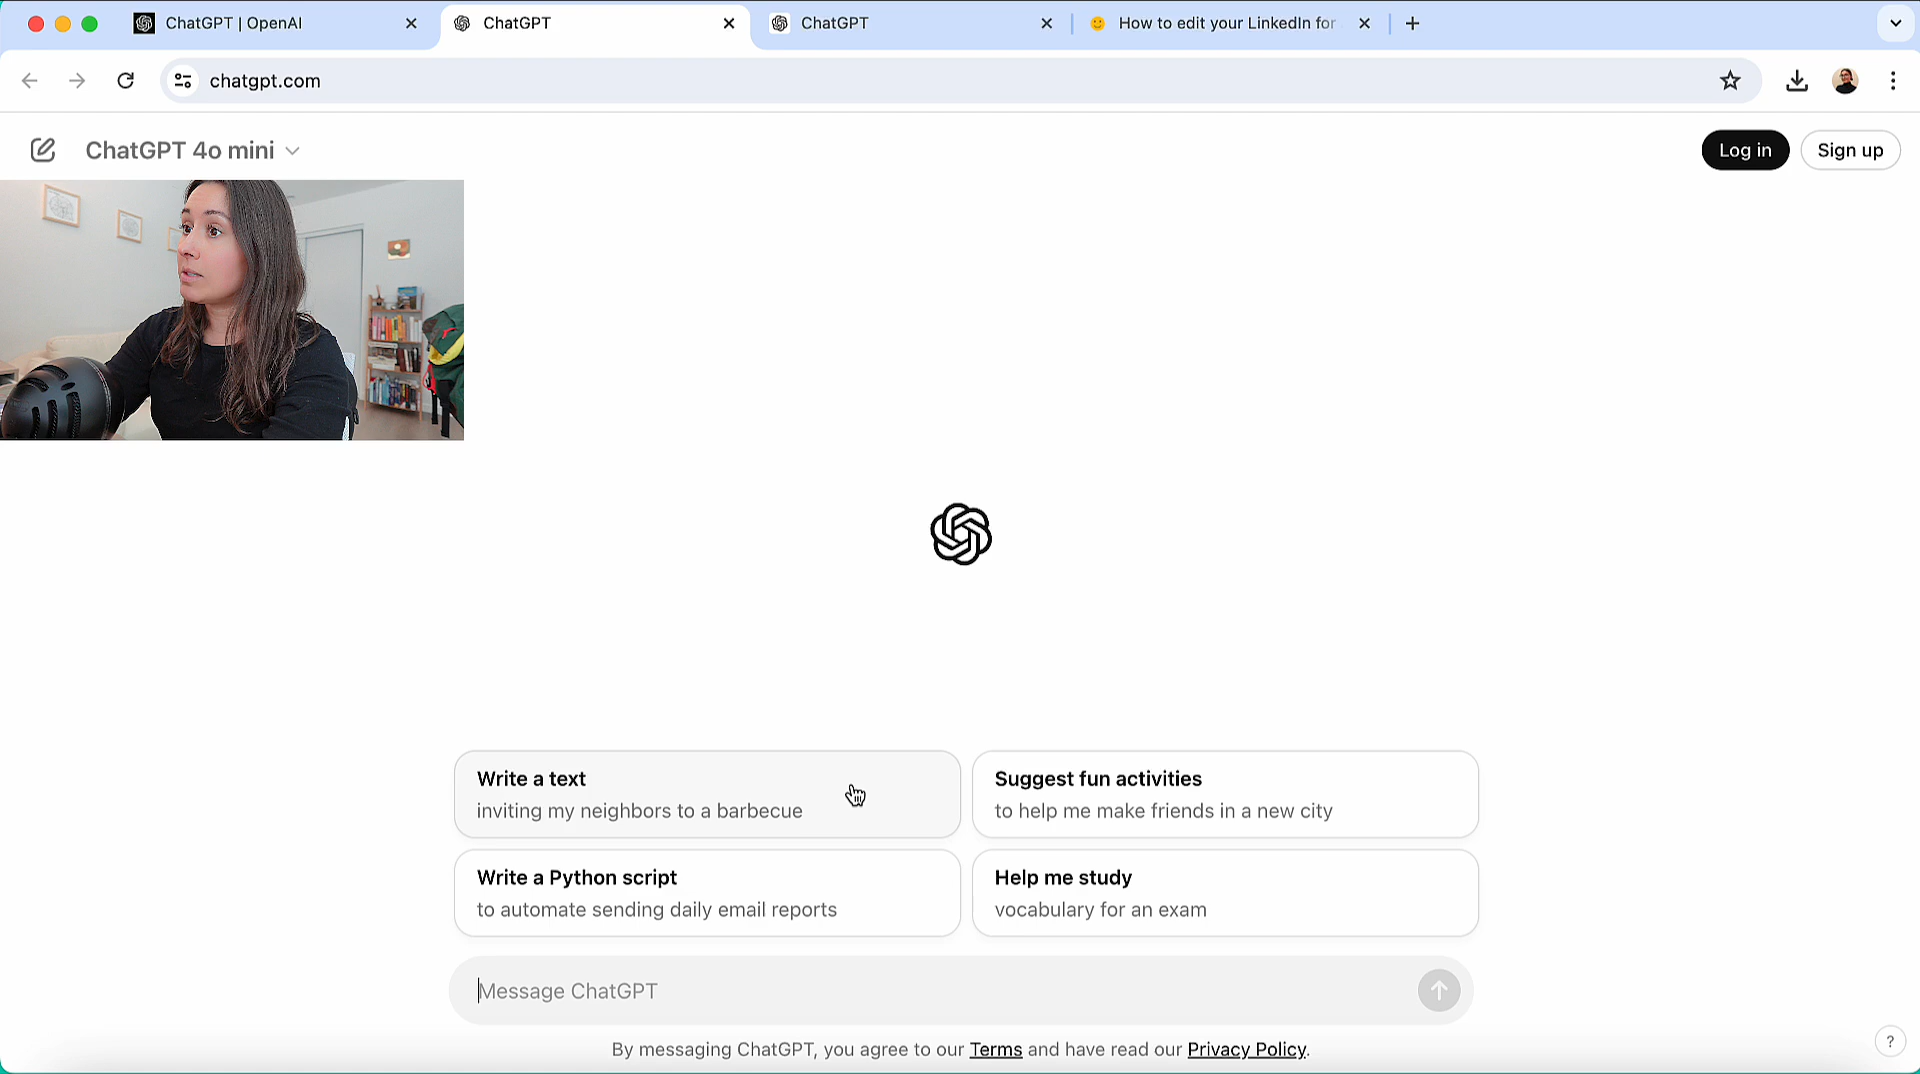 ChatGPT | OpenAI
ChatGPT
ChatGPT
How to edit your LinkedIn for
chatgpt.com
ChatGPT 4o mini
Log in
Sign up
Write a text
inviting my neighbors to a barbecue
Suggest fun activities
to help me make friends in a new city
Write a Python script
to automate sending daily email reports
Help me study
vocabulary for an exam
Message ChatGPT
By messaging ChatGPT, you agree to our Terms and have read our Privacy Policy.
?